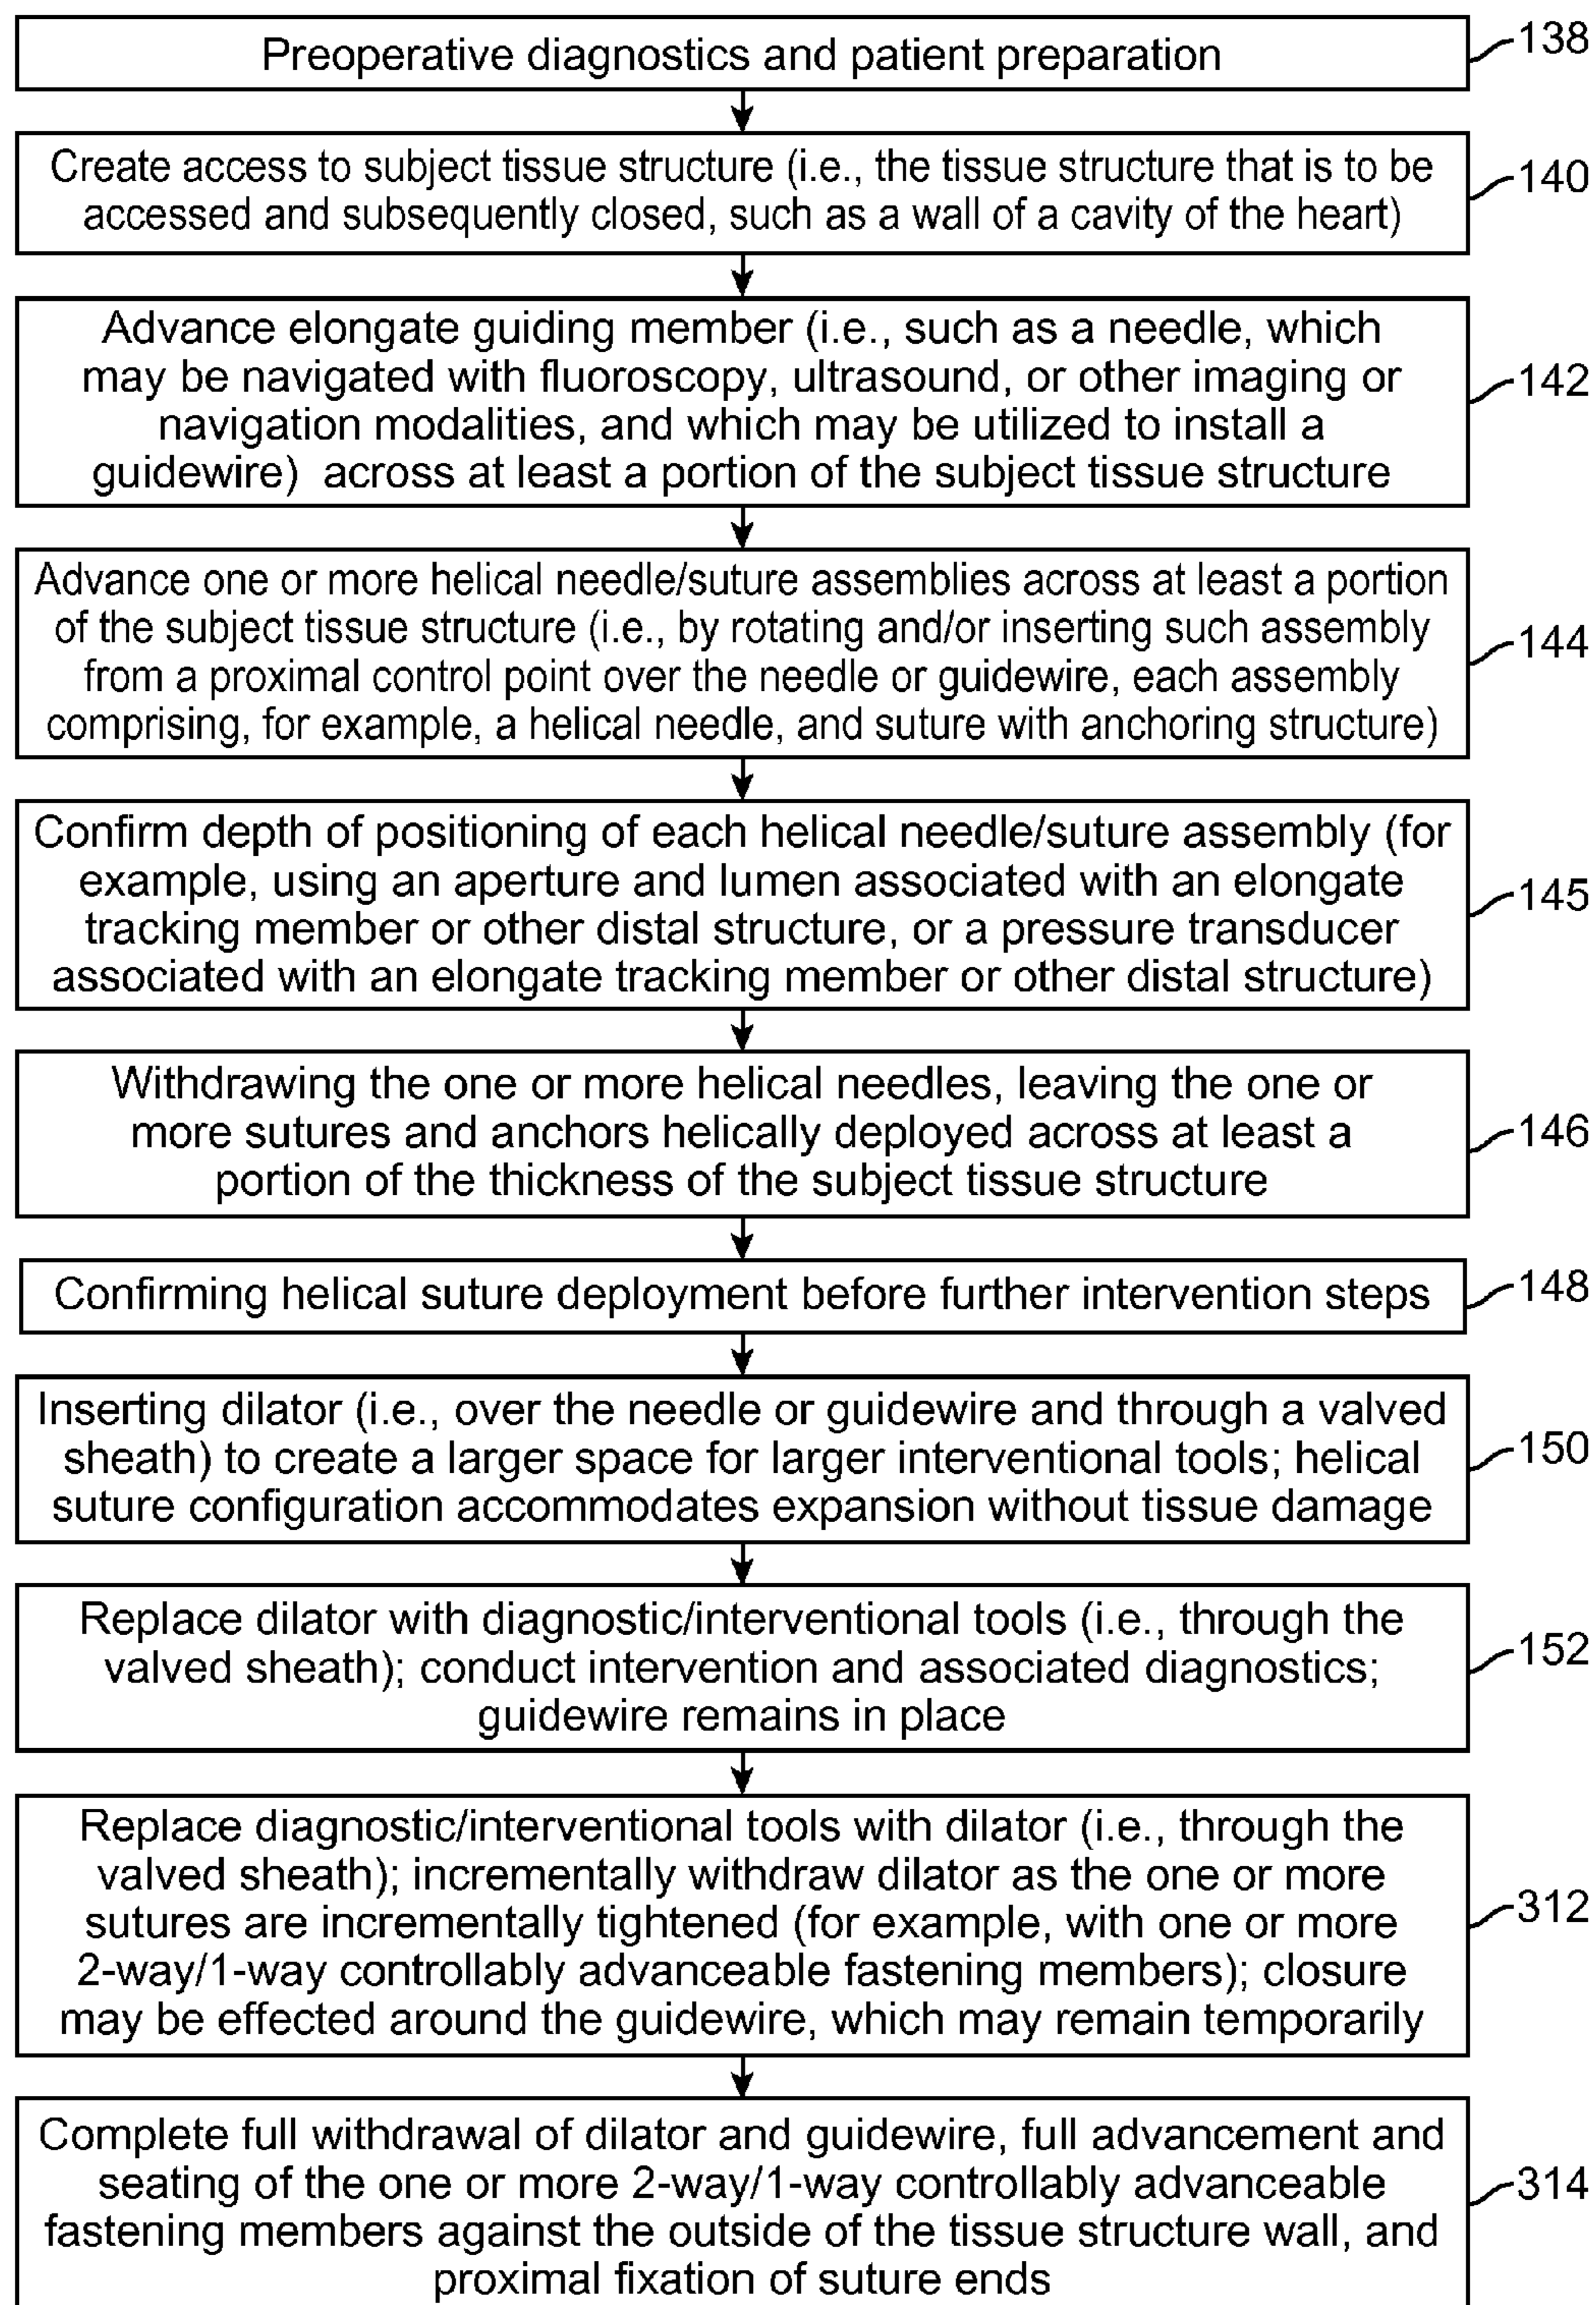 Preoperative diagnostics and patient preparation
138
Create access to subject tissue structure (i.e., the tissue structure that is to be
accessed and subsequently closed, such as a wall of a cavity of the heart)
140
Advance elongate guiding member (i.e., such as a needle, which
may be navigated with fluoroscopy, ultrasound, or other imaging or
navigation modalities, and which may be utilized to install a
guidewire) across at least a portion of the subject tissue structure
142
Advance one or more helical needle/suture assemblies across at least a portion
of the subject tissue structure (i.e., by rotating and/or inserting such assembly
from a proximal control point over the needle or guidewire, each assembly
comprising, for example, a helical needle, and suture with anchoring structure)
144
Confirm depth of positioning of each helical needle/suture assembly (for
example, using an aperture and lumen associated with an elongate
tracking member or other distal structure, or a pressure transducer
associated with an elongate tracking member or other distal structure)
145
Withdrawing the one or more helical needles, leaving the one or
more sutures and anchors helically deployed across at least a
portion of the thickness of the subject tissue structure
146
Confirming helical suture deployment before further intervention steps
148
Inserting dilator (i.e., over the needle or guidewire and through a valved
sheath) to create a larger space for larger interventional tools; helical
suture configuration accommodates expansion without tissue damage
150
Replace dilator with diagnostic/interventional tools (i.e., through the
valved sheath); conduct intervention and associated diagnostics;
guidewire remains in place
152
Replace diagnostic/interventional tools with dilator (i.e., through the
valved sheath); incrementally withdraw dilator as the one or more
sutures are incrementally tightened (for example, with one or more
2-way/1-way controllably advanceable fastening members); closure
may be effected around the guidewire, which may remain temporarily
312
Complete full withdrawal of dilator and guidewire, full advancement and
seating of the one or more 2-way/1-way controllably advanceable
fastening members against the outside of the tissue structure wall, and
proximal fixation of suture ends
314